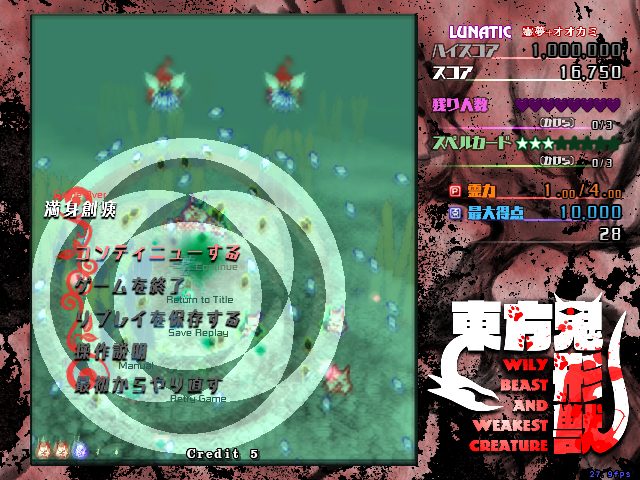 LUNATIC 霊夢+オオカミ
ハイスコア 1,000,000
スコア 16,750
残り人数
(かけら) 0/3
スペルカード ★★★
(かけら) 0/3
霊力 1.00/4.00
最大得点 10,000
28
満身創痍
コンティニューする
Continue
ゲームを終了
Return to Title
リプレイを保存する
Save Replay
操作説明
Manual
最初からやり直す
Retry Game
Credit 5
東方鬼形獣
WILY
BEAST
AND
WEAKEST
CREATURE
27.9fps